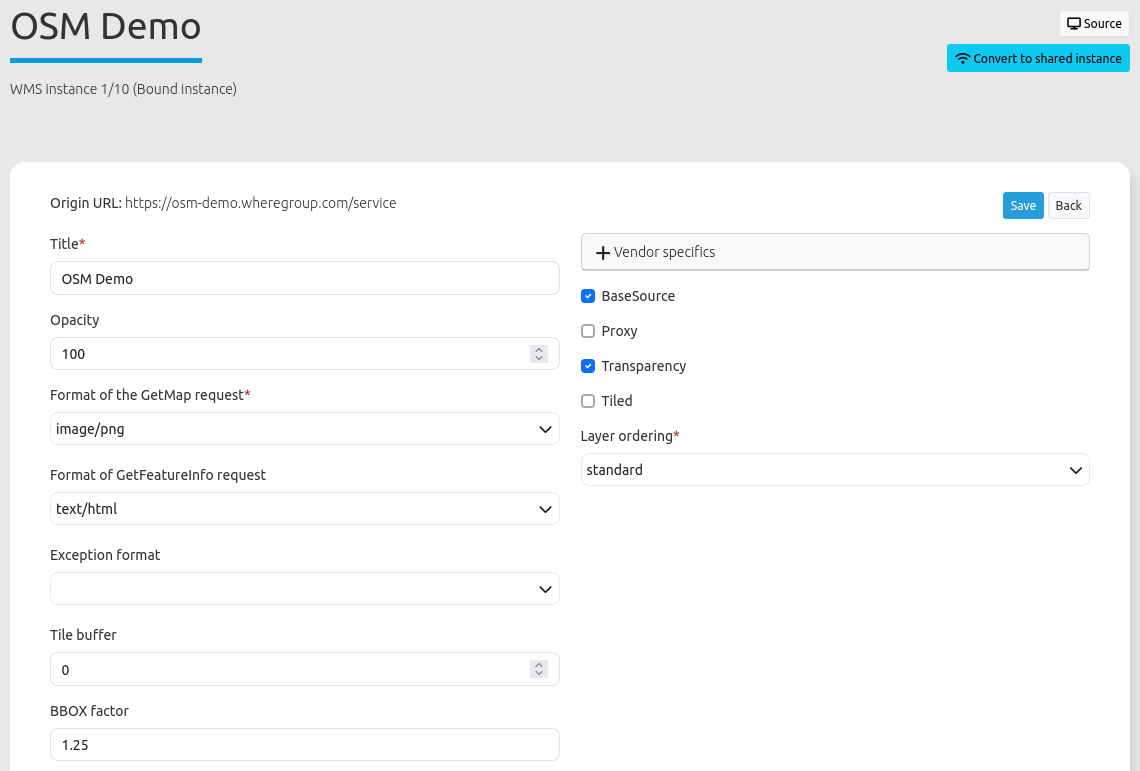 OSM Demo
Source
Convert to shared instance
WMS instance 1/10 (Bound instance)
Origin URL: https://osm-demo.wheregroup.com/service
Save
Back
Title*
OSM Demo
Opacity
100
Format of the GetMap request*
image/png
Format of GetFeatureInfo request
text/html
Exception format
Tile buffer
0
BBOX factor
1.25
Vendor specifics
BaseSource
Proxy
Transparency
Tiled
Layer ordering*
standard